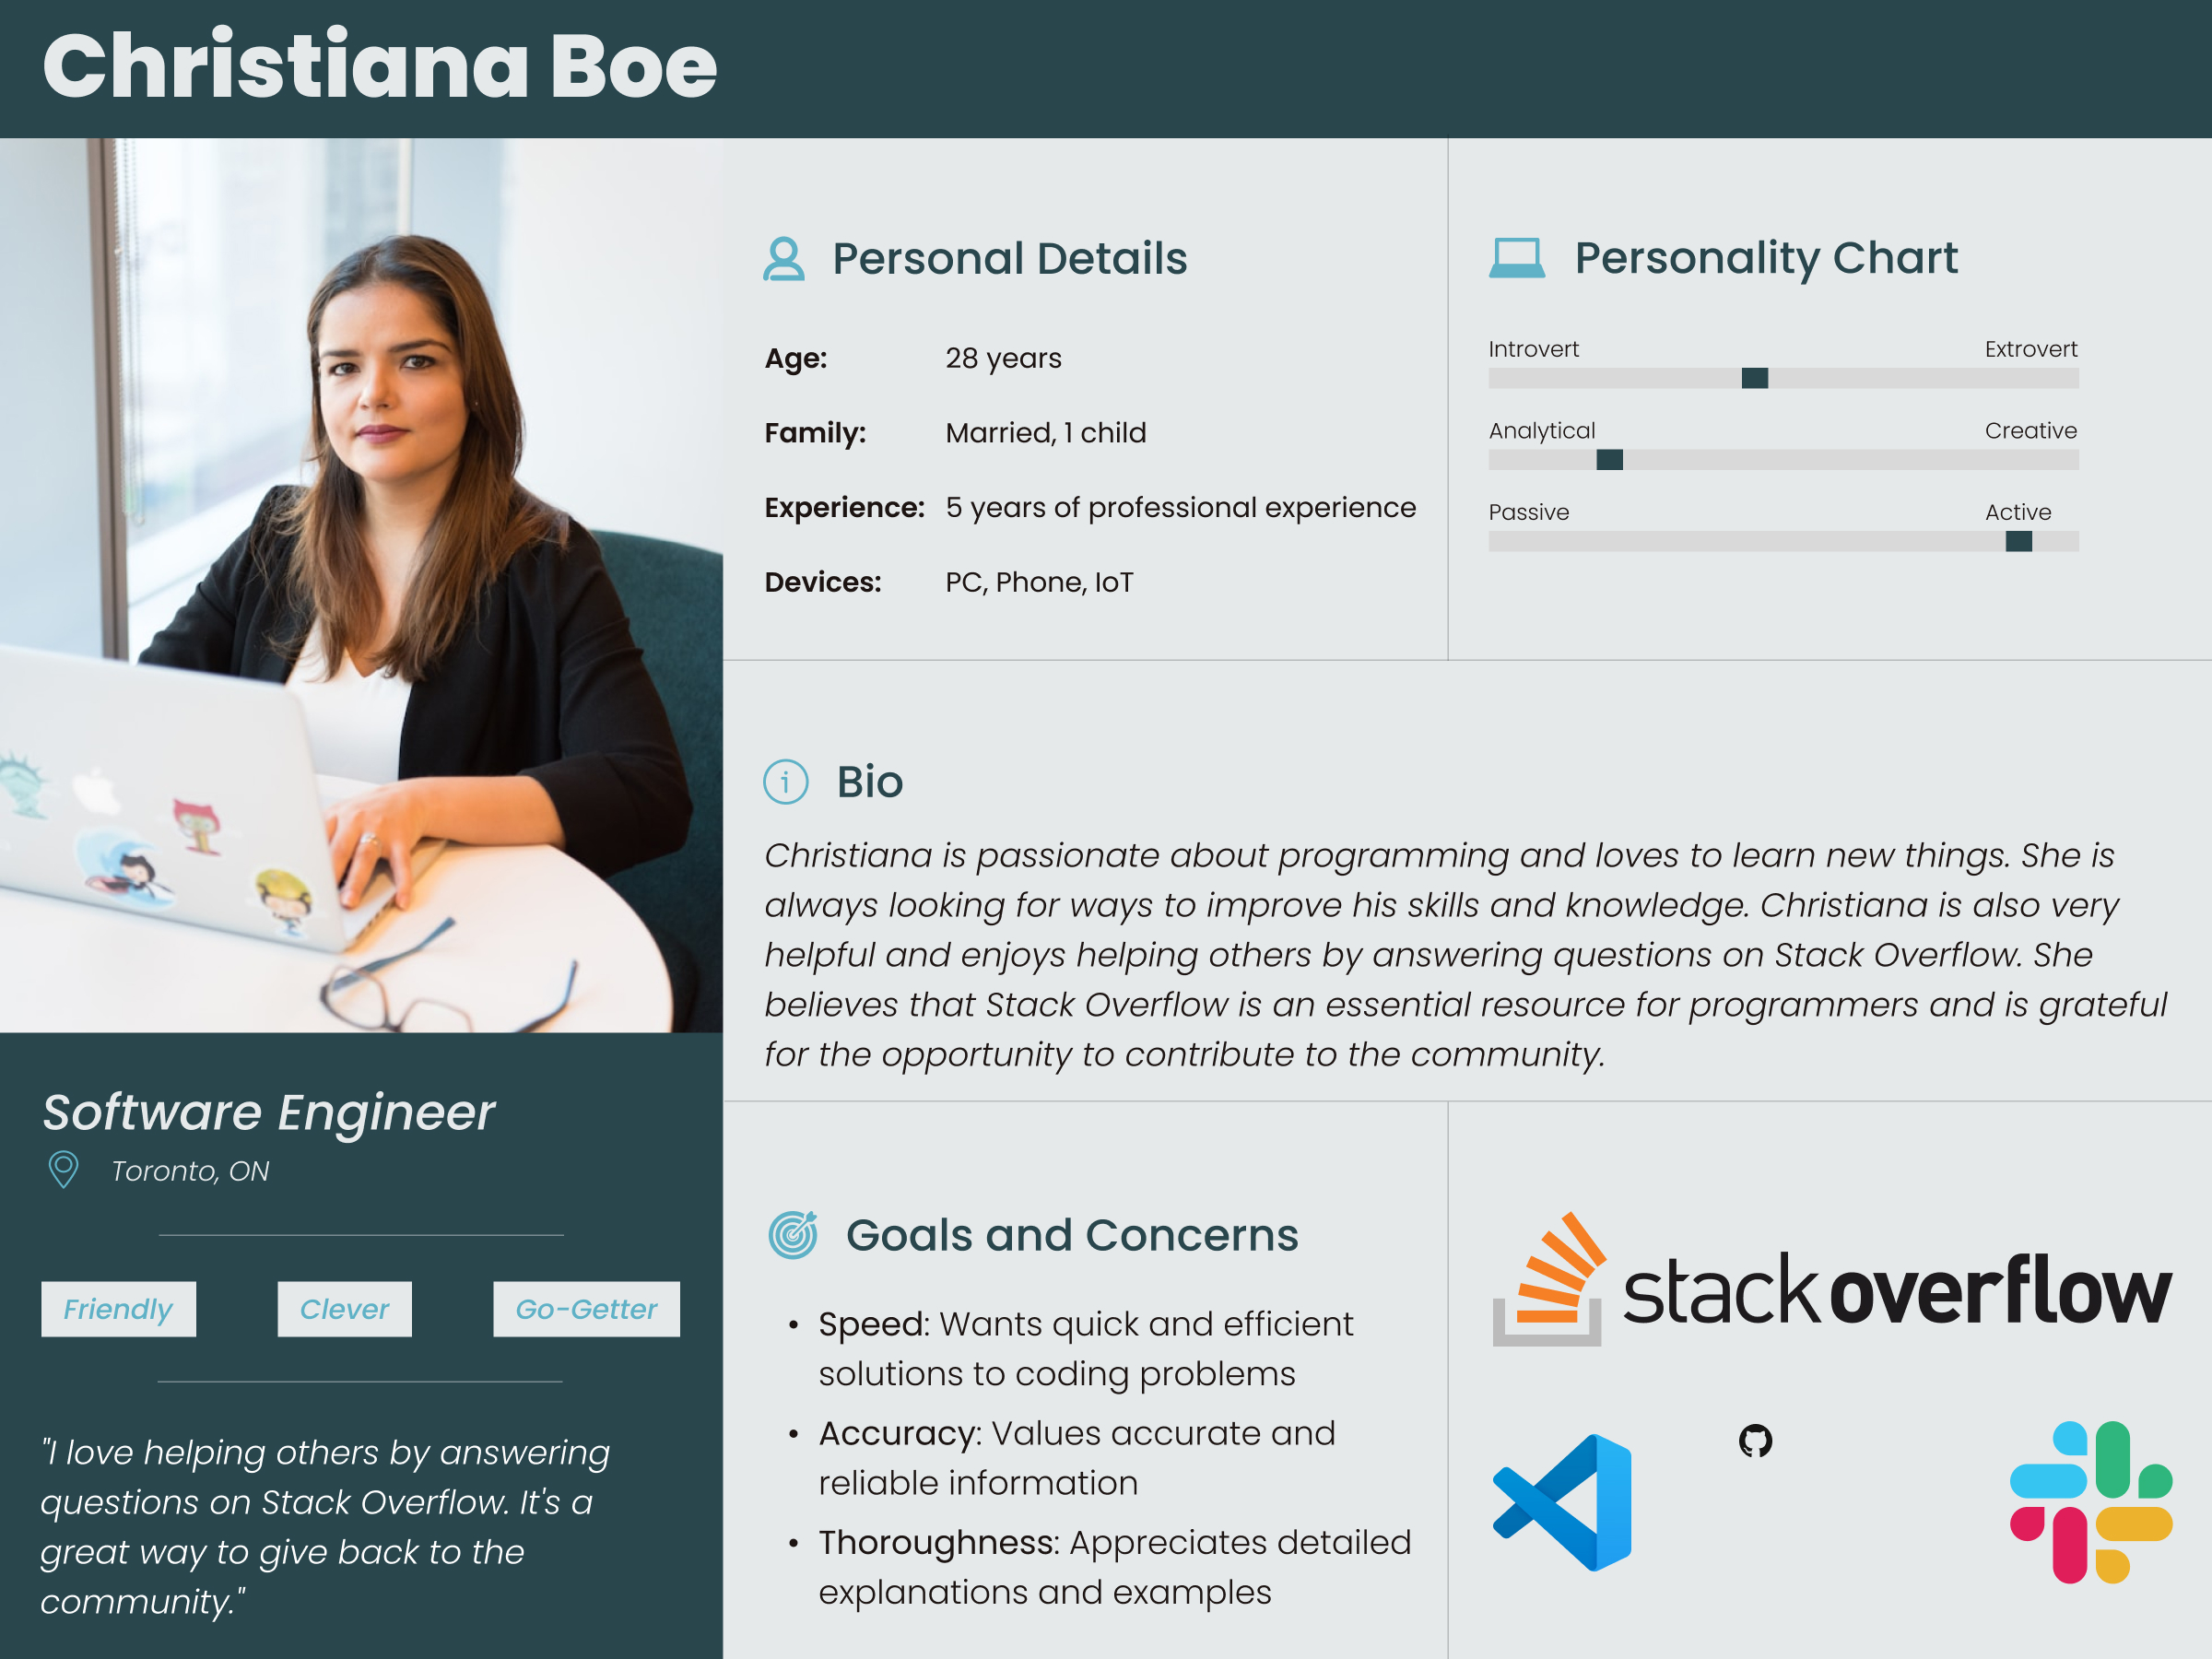 Christiana Boe
Personal Details
Age: 28 years
Family: Married, 1 child
Experience: 5 years of professional experience
Devices: PC, Phone, IoT
Personality Chart
Introvert Extrovert
Analytical Creative
Passive Active
Bio
Christiana is passionate about programming and loves to learn new things. She is
always looking for ways to improve his skills and knowledge. Christiana is also very
helpful and enjoys helping others by answering questions on Stack Overflow. She
believes that Stack Overflow is an essential resource for programmers and is grateful
for the opportunity to contribute to the community.
Software Engineer
Toronto, ON
Friendly Clever Go-Getter
"I love helping others by answering
questions on Stack Overflow. It's a
great way to give back to the
community."
Goals and Concerns
• Speed: Wants quick and efficient
solutions to coding problems
• Accuracy: Values accurate and
reliable information
• Thoroughness: Appreciates detailed
explanations and examples
stackoverflow